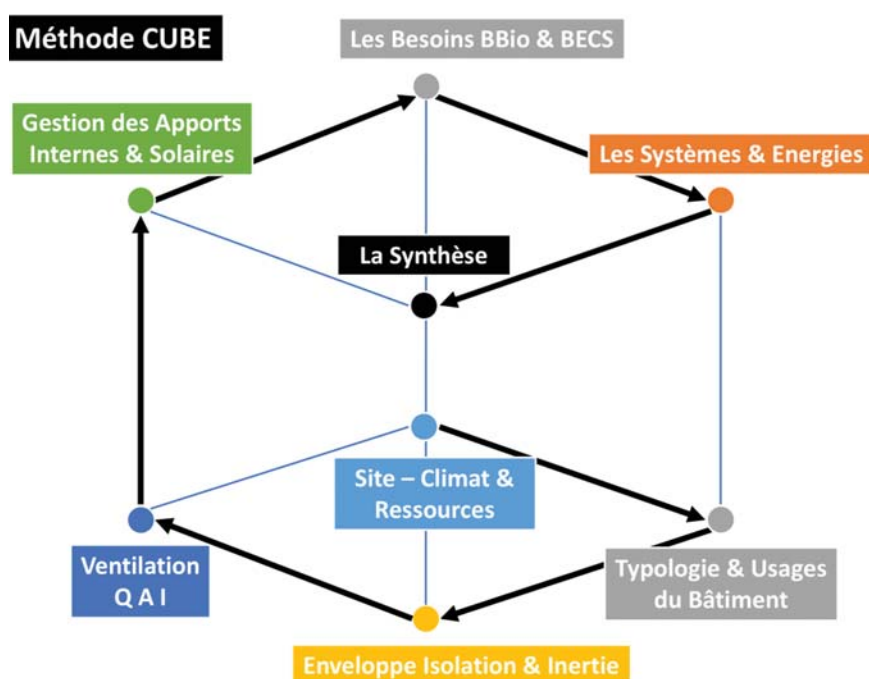 Méthode CUBE
Les Besoins BBio & BECS
Gestion des Apports
Internes & Solaires
Les Systèmes & Energies
La Synthèse
Site – Climat &
Ressources
Ventilation
Q A I
Typologie & Usages
du Bâtiment
Enveloppe Isolation & Inertie